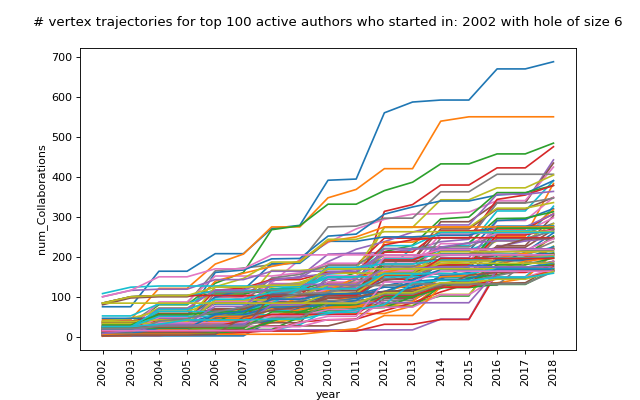 # vertex trajectories for top 100 active authors who started in: 2002 with hole of size 6
700
600
500
400
300
200
100
0
num_Collaborations
2002 2003 2004 2005 2006 2007 2008 2009 2010 2011 2012 2013 2014 2015 2016 2017 2018
year